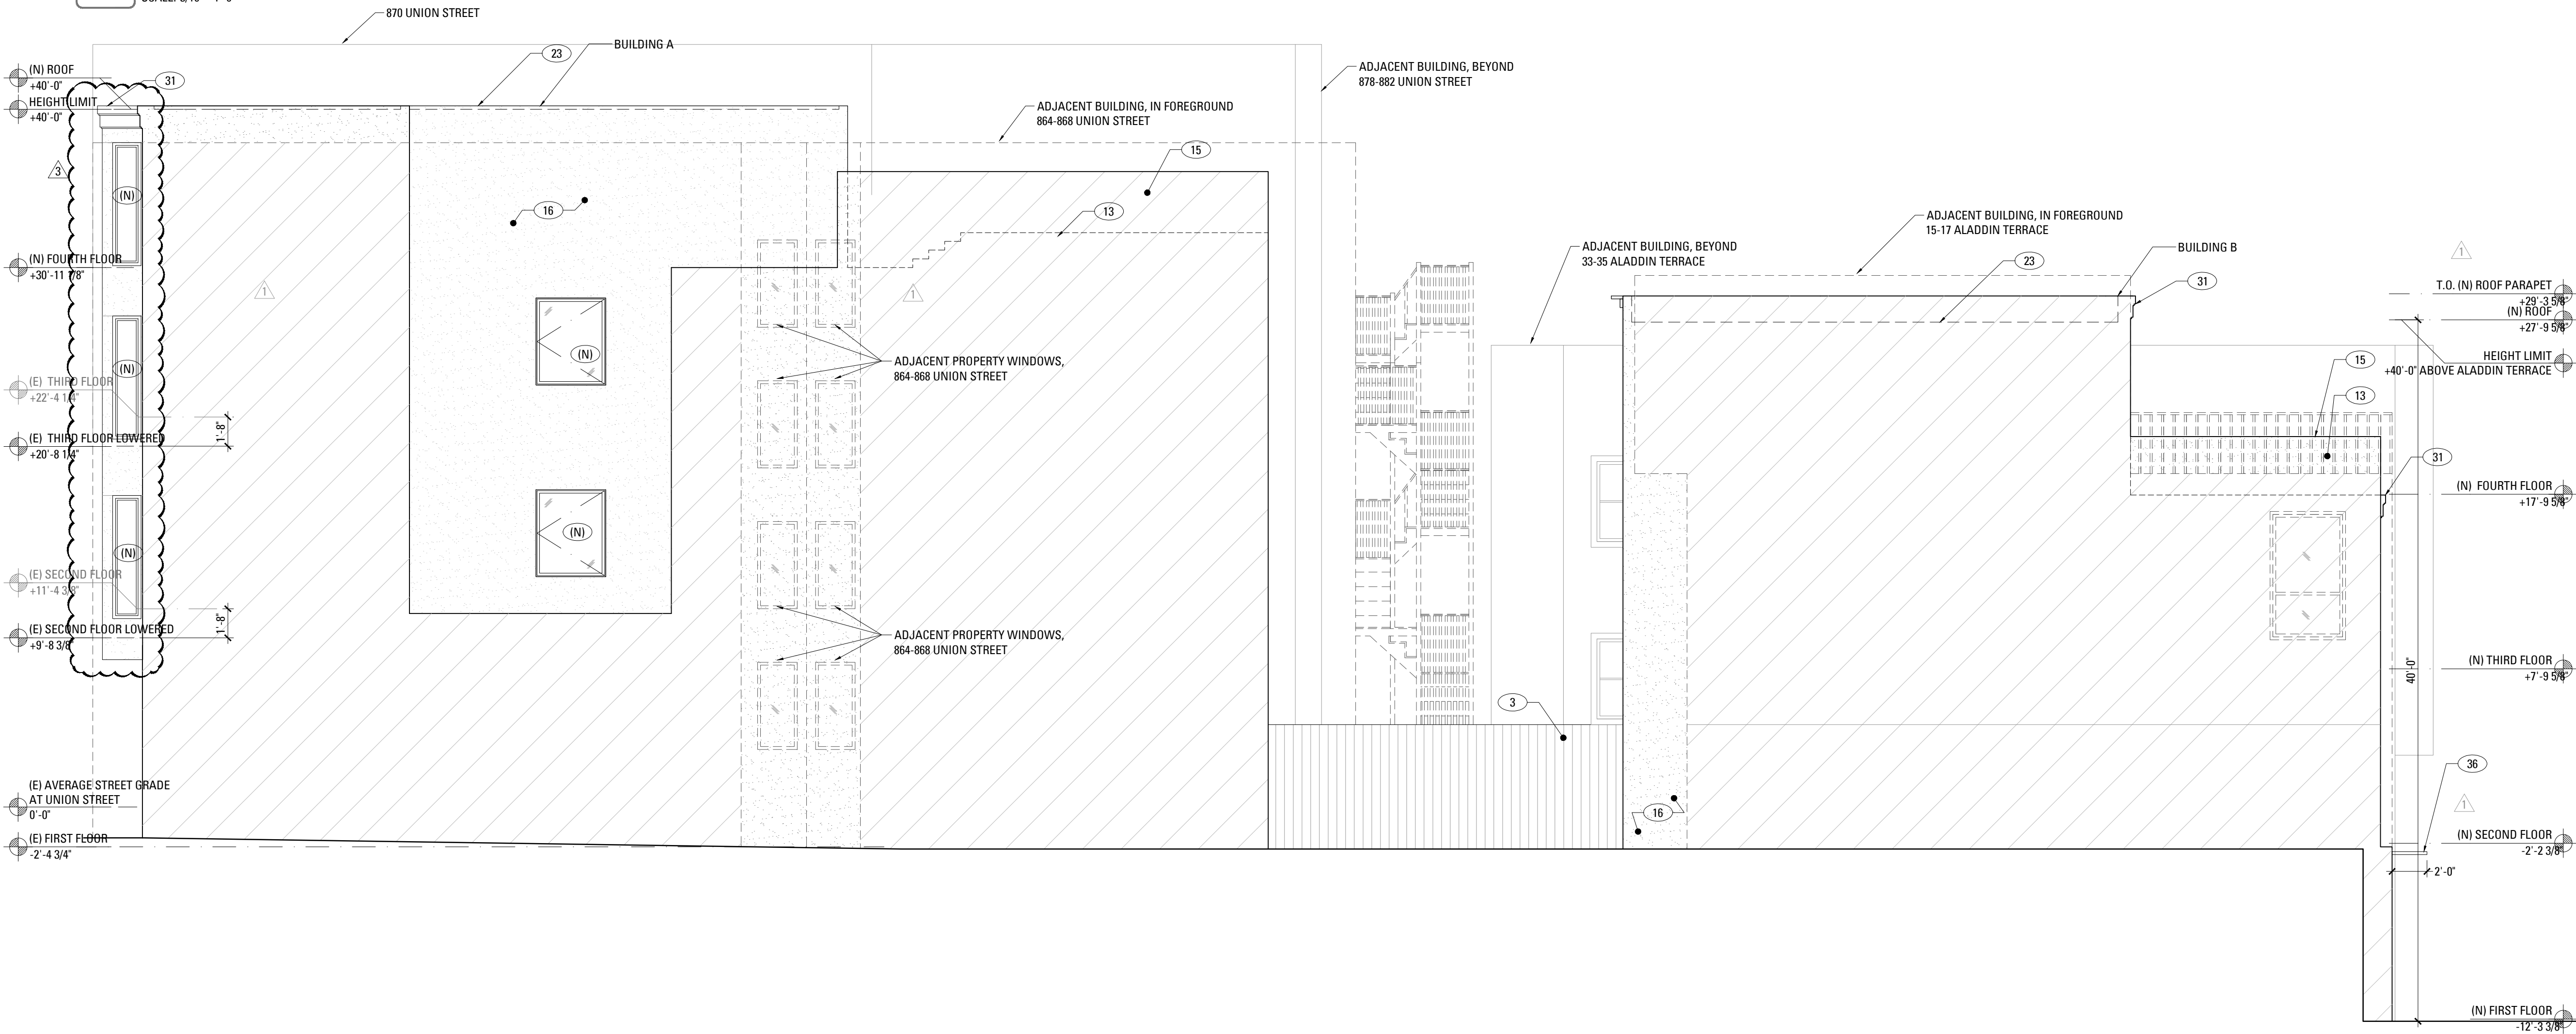 870 UNION STREET
BUILDING A
23
ADJACENT BUILDING, BEYOND
878-882 UNION STREET
(N) ROOF
+40'-0"
31
HEIGHT LIMIT
+40'-0"
ADJACENT BUILDING, IN FOREGROUND
864-868 UNION STREET
15
3
(N)
16
13
ADJACENT BUILDING, IN FOREGROUND
15-17 ALADDIN TERRACE
ADJACENT BUILDING, BEYOND
33-35 ALADDIN TERRACE
BUILDING B
23
1
31
(N) FOURTH FLOOR
+30'-11 7/8"
1
1
T.O. (N) ROOF PARAPET
+29'-3 5/8"
(N) ROOF
+27'-9 5/8"
(N)
(N)
ADJACENT PROPERTY WINDOWS,
864-868 UNION STREET
HEIGHT LIMIT
+40'-0" ABOVE ALADDIN TERRACE
15
(E) THIRD FLOOR
+22'-4 1/4"
13
1'-8"
(E) THIRD FLOOR LOWERED
+20'-8 1/4"
31
(N) FOURTH FLOOR
+17'-9 5/8"
(N)
(N)
(E) SECOND FLOOR
+11'-4 3/8"
1'-8"
(E) SECOND FLOOR LOWERED
+9'-8 3/8"
ADJACENT PROPERTY WINDOWS,
864-868 UNION STREET
40'-0"
(N) THIRD FLOOR
+7'-9 5/8"
3
36
(E) AVERAGE STREET GRADE
AT UNION STREET
0'-0"
1
16
(E) FIRST FLOOR
-2'-4 3/4"
(N) SECOND FLOOR
-2'-2 3/8"
2'-0"
(N) FIRST FLOOR
-12'-3 3/8"